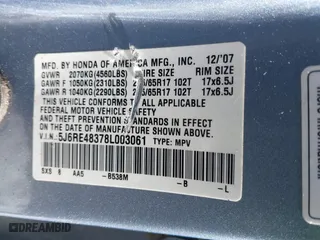 MFD. BY HONDA OF AMERICA MFG., INC. 12/'07
GVWR 2070KG(4560LBS) TIRE SIZE RIM SIZE
GAWR F 1050KG(2310LBS) 225/65R17 102T 17x6.5J
GAWR R 1040KG(2290LBS) 225/65R17 102T 17x6.5J
THIS VEHICLE CONFORMS TO ALL APPLICABLE
FEDERAL MOTOR VEHICLE SAFETY AND
THEFT PREVENTION STANDARDS IN EFFECT ON
THE DATE OF MANUFACTURE SHOWN ABOVE.
V.I.N.: 5J6RE48378L003061 TYPE: MPV
SXS AA5 -B538M -B -L